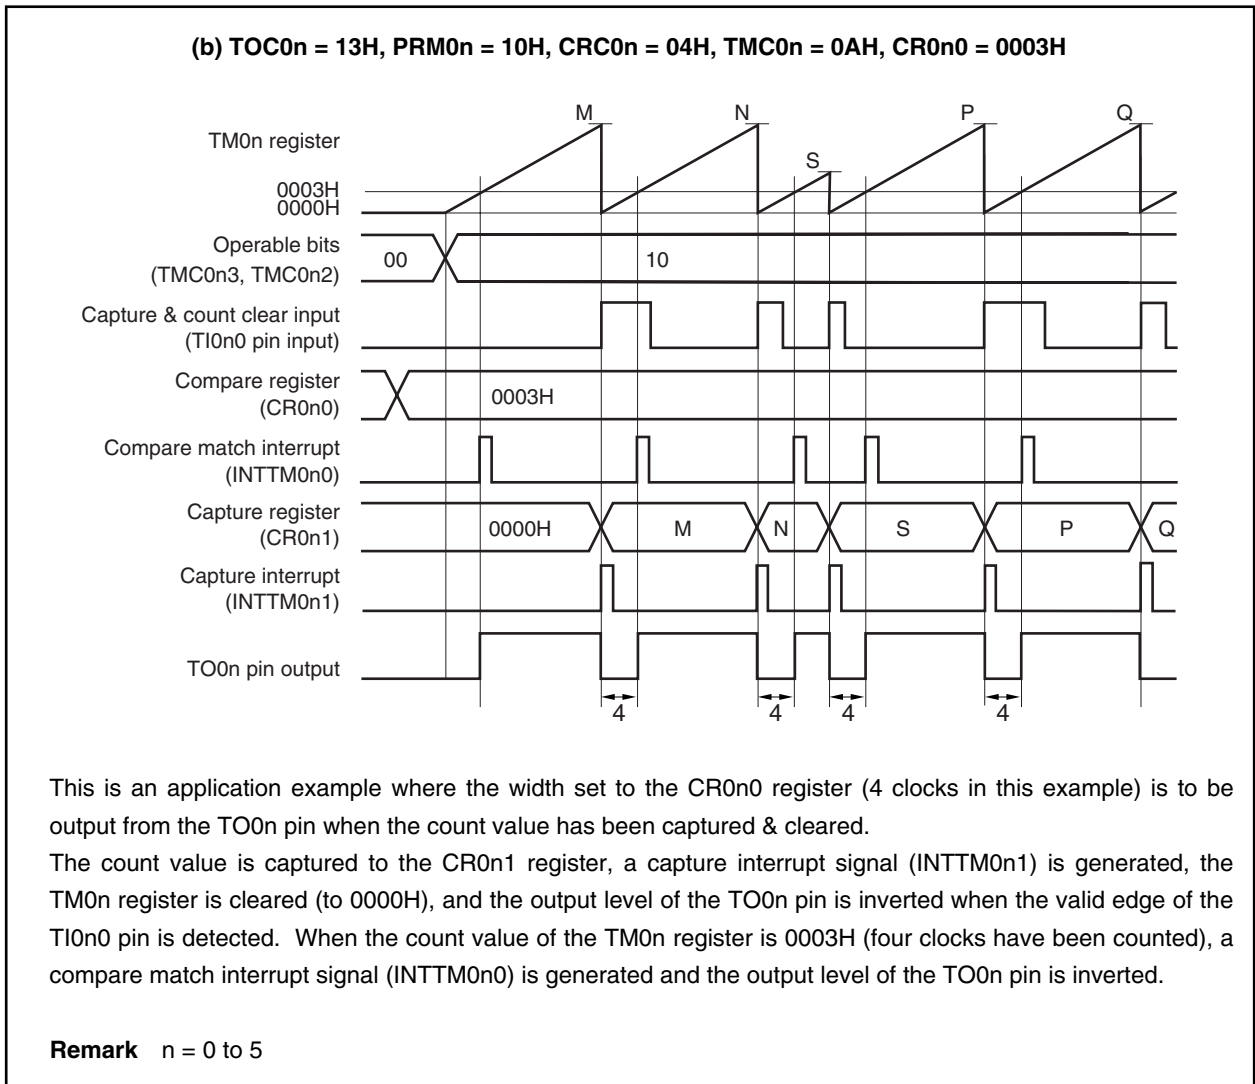 (b) TOC0n = 13H, PRM0n = 10H, CRC0n = 04H, TMC0n = 0AH, CR0n0 = 0003H
M N S P Q
TM0n register
0003H
0000H
Operable bits
(TMC0n3, TMC0n2)
00 10
Capture & count clear input
(TI0n0 pin input)
Compare register
(CR0n0)
0003H
Compare match interrupt
(INTTM0n0)
Capture register
(CR0n1)
0000H M N S P Q
Capture interrupt
(INTTM0n1)
TO0n pin output
4 4 4 4
This is an application example where the width set to the CR0n0 register (4 clocks in this example) is to be
output from the TO0n pin when the count value has been captured & cleared.
The count value is captured to the CR0n1 register, a capture interrupt signal (INTTM0n1) is generated, the
TM0n register is cleared (to 0000H), and the output level of the TO0n pin is inverted when the valid edge of the
TI0n0 pin is detected. When the count value of the TM0n register is 0003H (four clocks have been counted), a
compare match interrupt signal (INTTM0n0) is generated and the output level of the TO0n pin is inverted.
Remark n = 0 to 5